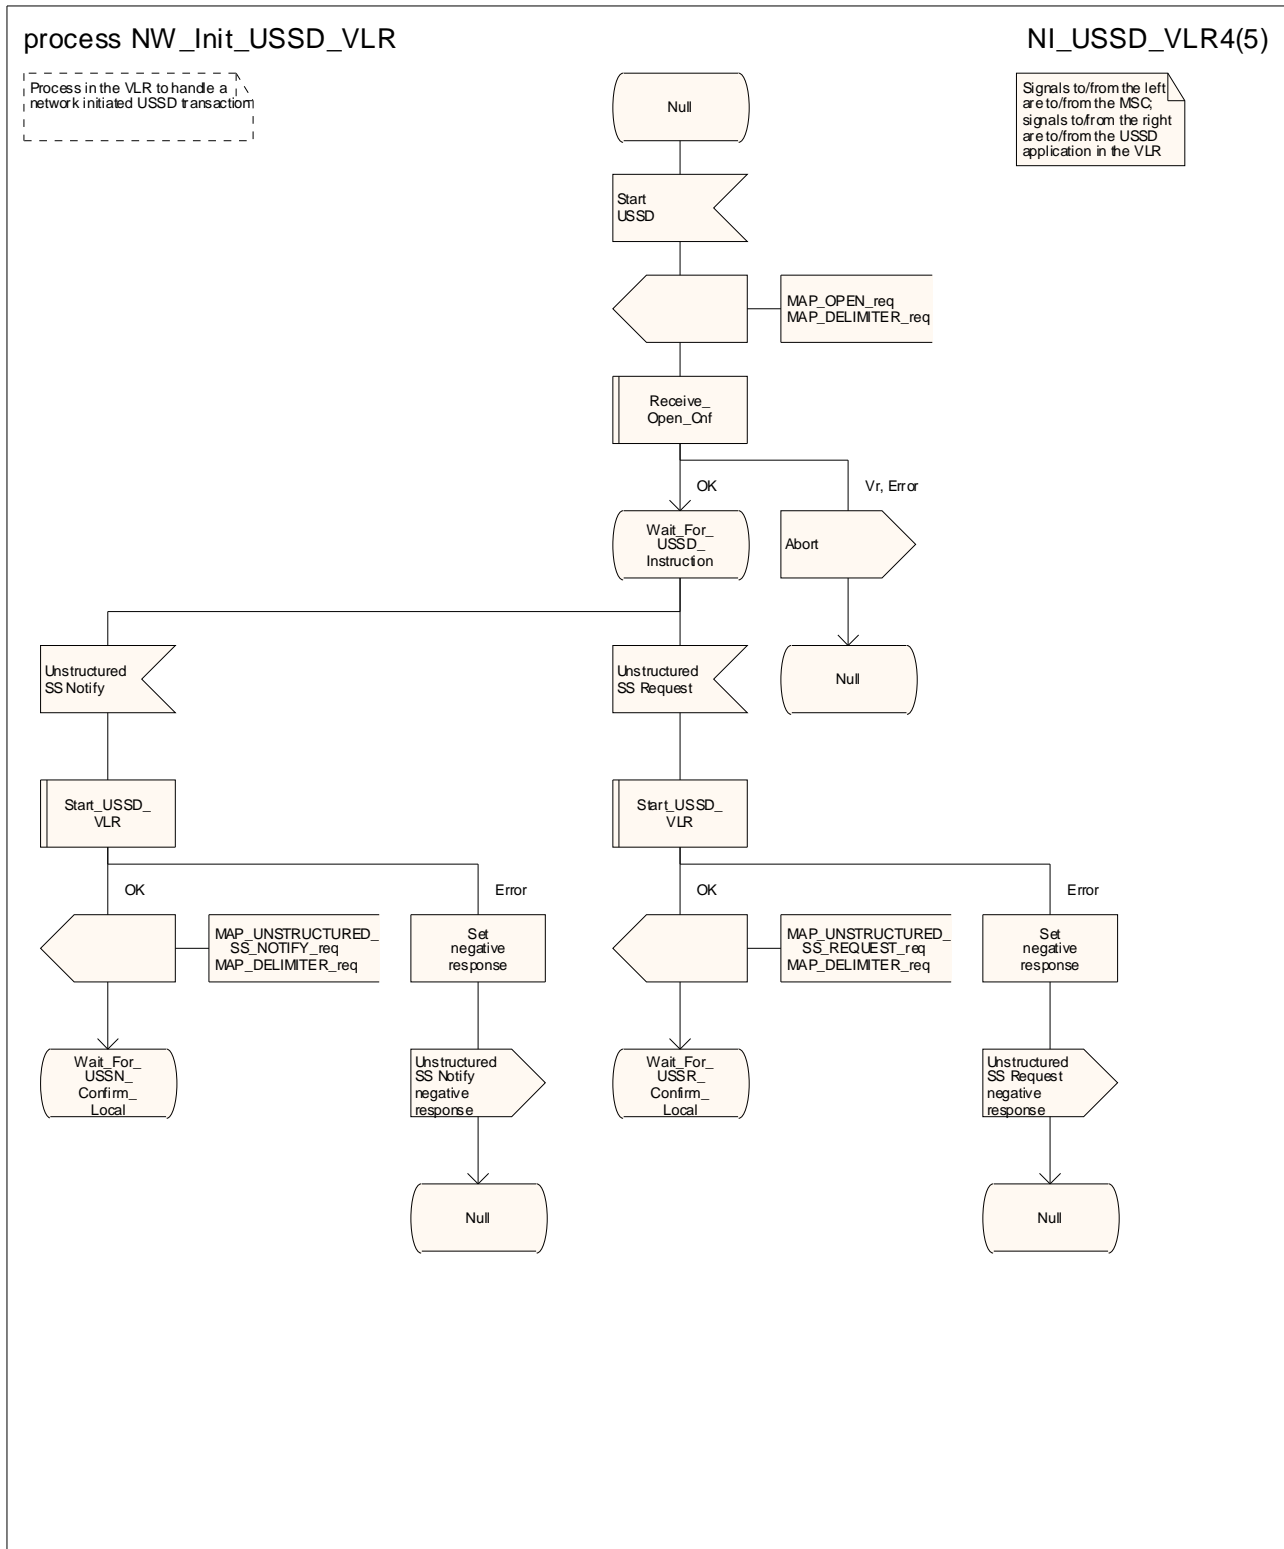 process NW_Init_USSD_VLR
NI_USSD_VLR4(5)
Process in the VLR to handle a
network initiated USSD transaction
Signals to/from the left
are to/from the MSC;
signals to/from the right
are to/from the USSD
application in the VLR
Null
Start
USSD
MAP_OPEN_req
MAP_DELIMITER_req
Receive_
Open_Cnf
OK
Vr, Error
Wait_For_
USSD_
Instruction
Abort
Unstructured
SS Notify
Unstructured
SS Request
Null
Start_USSD_
VLR
Start_USSD_
VLR
OK
Error
OK
Error
MAP_UNSTRUCTURED_
SS_NOTIFY_req
MAP_DELIMITER_req
Set
negative
response
MAP_UNSTRUCTURED_
SS_REQUEST_req
MAP_DELIMITER_req
Set
negative
response
Wait_For_
USSN_
Confirm_
Local
Unstructured
SS Notify
negative
response
Wait_For_
USSR_
Confirm_
Local
Unstructured
SS Request
negative
response
Null
Null